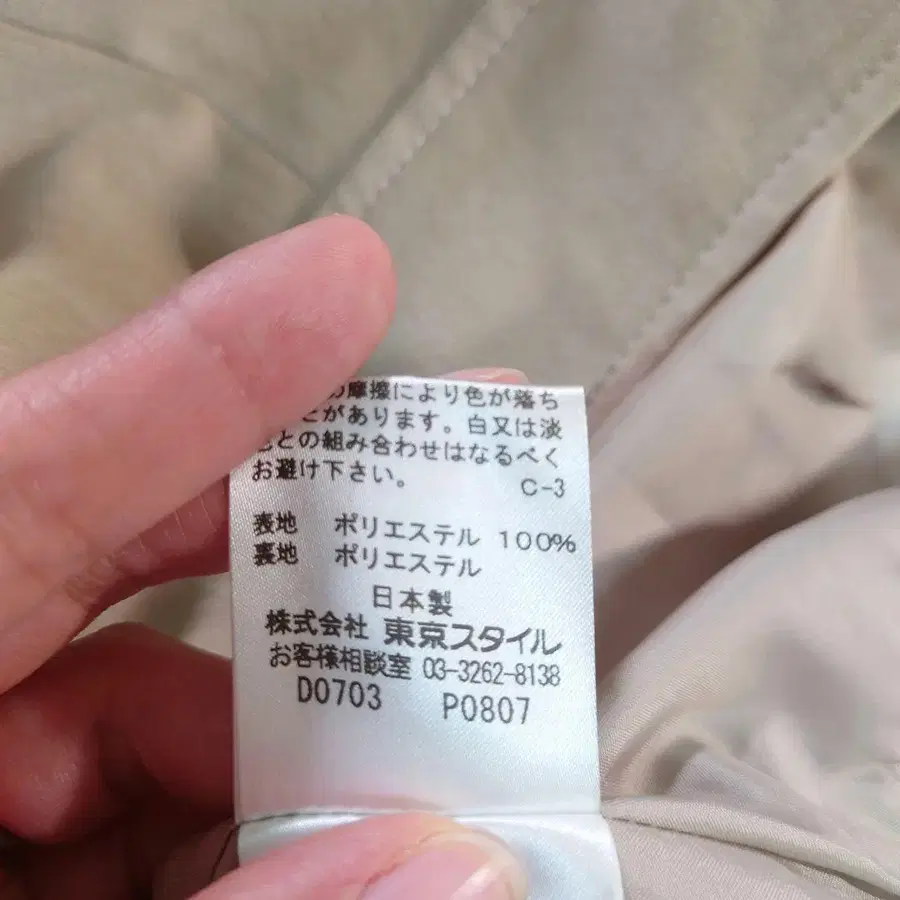 摩擦により色が落ち
とがあります。白又は淡
との組み合わせはなるべく
お避け下さい。
C-3
表地 ポリエステル 100%
裏地 ポリエステル
日本製
株式会社 東京スタイル
お客様相談室 03-3262-8138
D0703 P0807